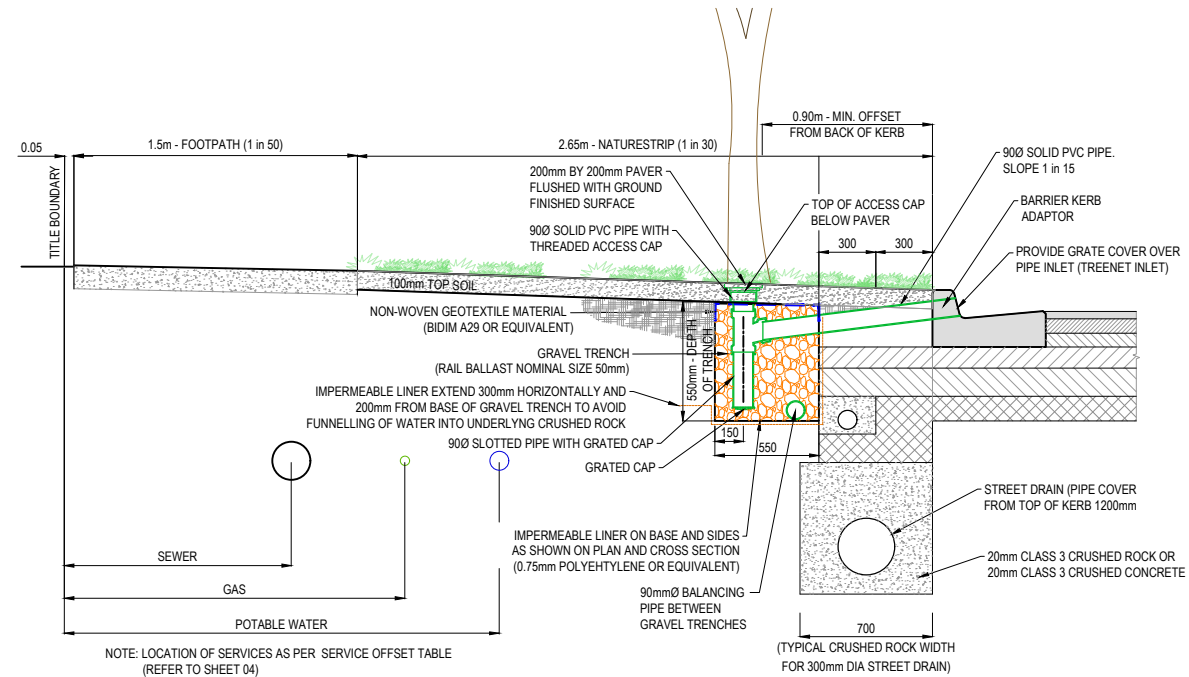 0.90m - MIN. OFFSET
FROM BACK OF KERB
0.05
1.5m - FOOTPATH (1 in 50)
2.65m - NATURESTRIP (1 in 30)
90Ø SOLID PVC PIPE.
SLOPE 1 in 15
TITLE BOUNDARY
200mm BY 200mm PAVER
FLUSHED WITH GROUND
FINISHED SURFACE
TOP OF ACCESS CAP
BELOW PAVER
BARRIER KERB
ADAPTOR
90Ø SOLID PVC PIPE WITH
THREADED ACCESS CAP
300
300
PROVIDE GRATE COVER OVER
PIPE INLET (TREENET INLET)
100mm TOP SOIL
NON-WOVEN GEOTEXTILE MATERIAL
(BIDIM A29 OR EQUIVALENT)
GRAVEL TRENCH
(RAIL BALLAST NOMINAL SIZE 50mm)
550mm - DEPTH
OF TRENCH
IMPERMEABLE LINER EXTEND 300mm HORIZONTALLY AND
200mm FROM BASE OF GRAVEL TRENCH TO AVOID
FUNNELLING OF WATER INTO UNDERLYNG CRUSHED ROCK
90Ø SLOTTED PIPE WITH GRATED CAP
150
550
GRATED CAP
STREET DRAIN (PIPE COVER
FROM TOP OF KERB 1200mm
IMPERMEABLE LINER ON BASE AND SIDES
AS SHOWN ON PLAN AND CROSS SECTION
(0.75mm POLYEHTYLENE OR EQUIVALENT)
20mm CLASS 3 CRUSHED ROCK OR
20mm CLASS 3 CRUSHED CONCRETE
SEWER
GAS
90mmØ BALANCING
PIPE BETWEEN
GRAVEL TRENCHES
POTABLE WATER
700
(TYPICAL CRUSHED ROCK WIDTH
FOR 300mm DIA STREET DRAIN)
NOTE: LOCATION OF SERVICES AS PER SERVICE OFFSET TABLE
(REFER TO SHEET 04)